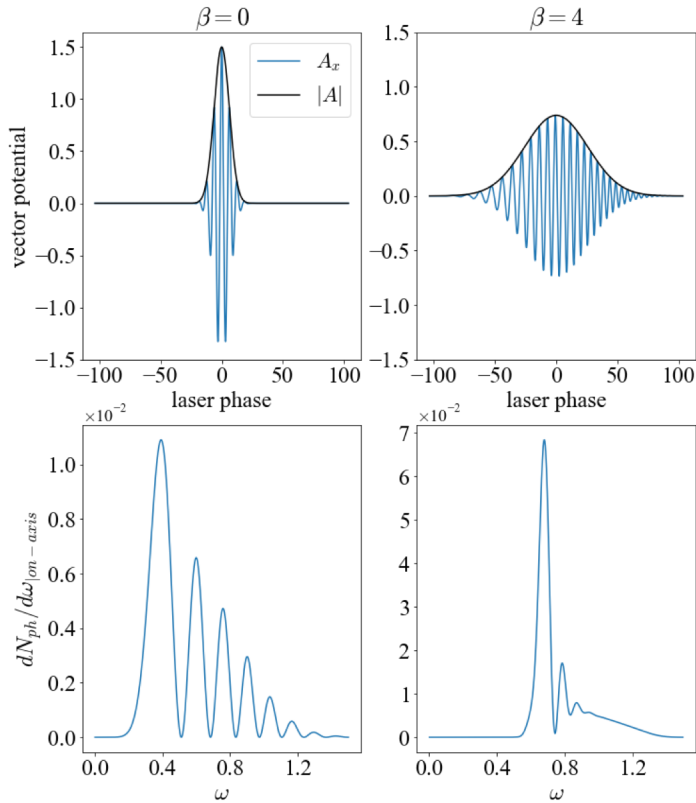 β = 0
β = 4
A_x
|A|
vector potential
1.5
1.0
0.5
0.0
−0.5
−1.0
−1.5
−100 −50 0 50 100
laser phase
1.5
1.0
0.5
0.0
−0.5
−1.0
−1.5
−100 −50 0 50 100
laser phase
×10⁻²
dN_{ph}/dω_{|on−axis}
1.0
0.8
0.6
0.4
0.2
0.0
0.0 0.4 0.8 1.2
ω
×10⁻²
7
6
5
4
3
2
1
0
0.0 0.4 0.8 1.2
ω